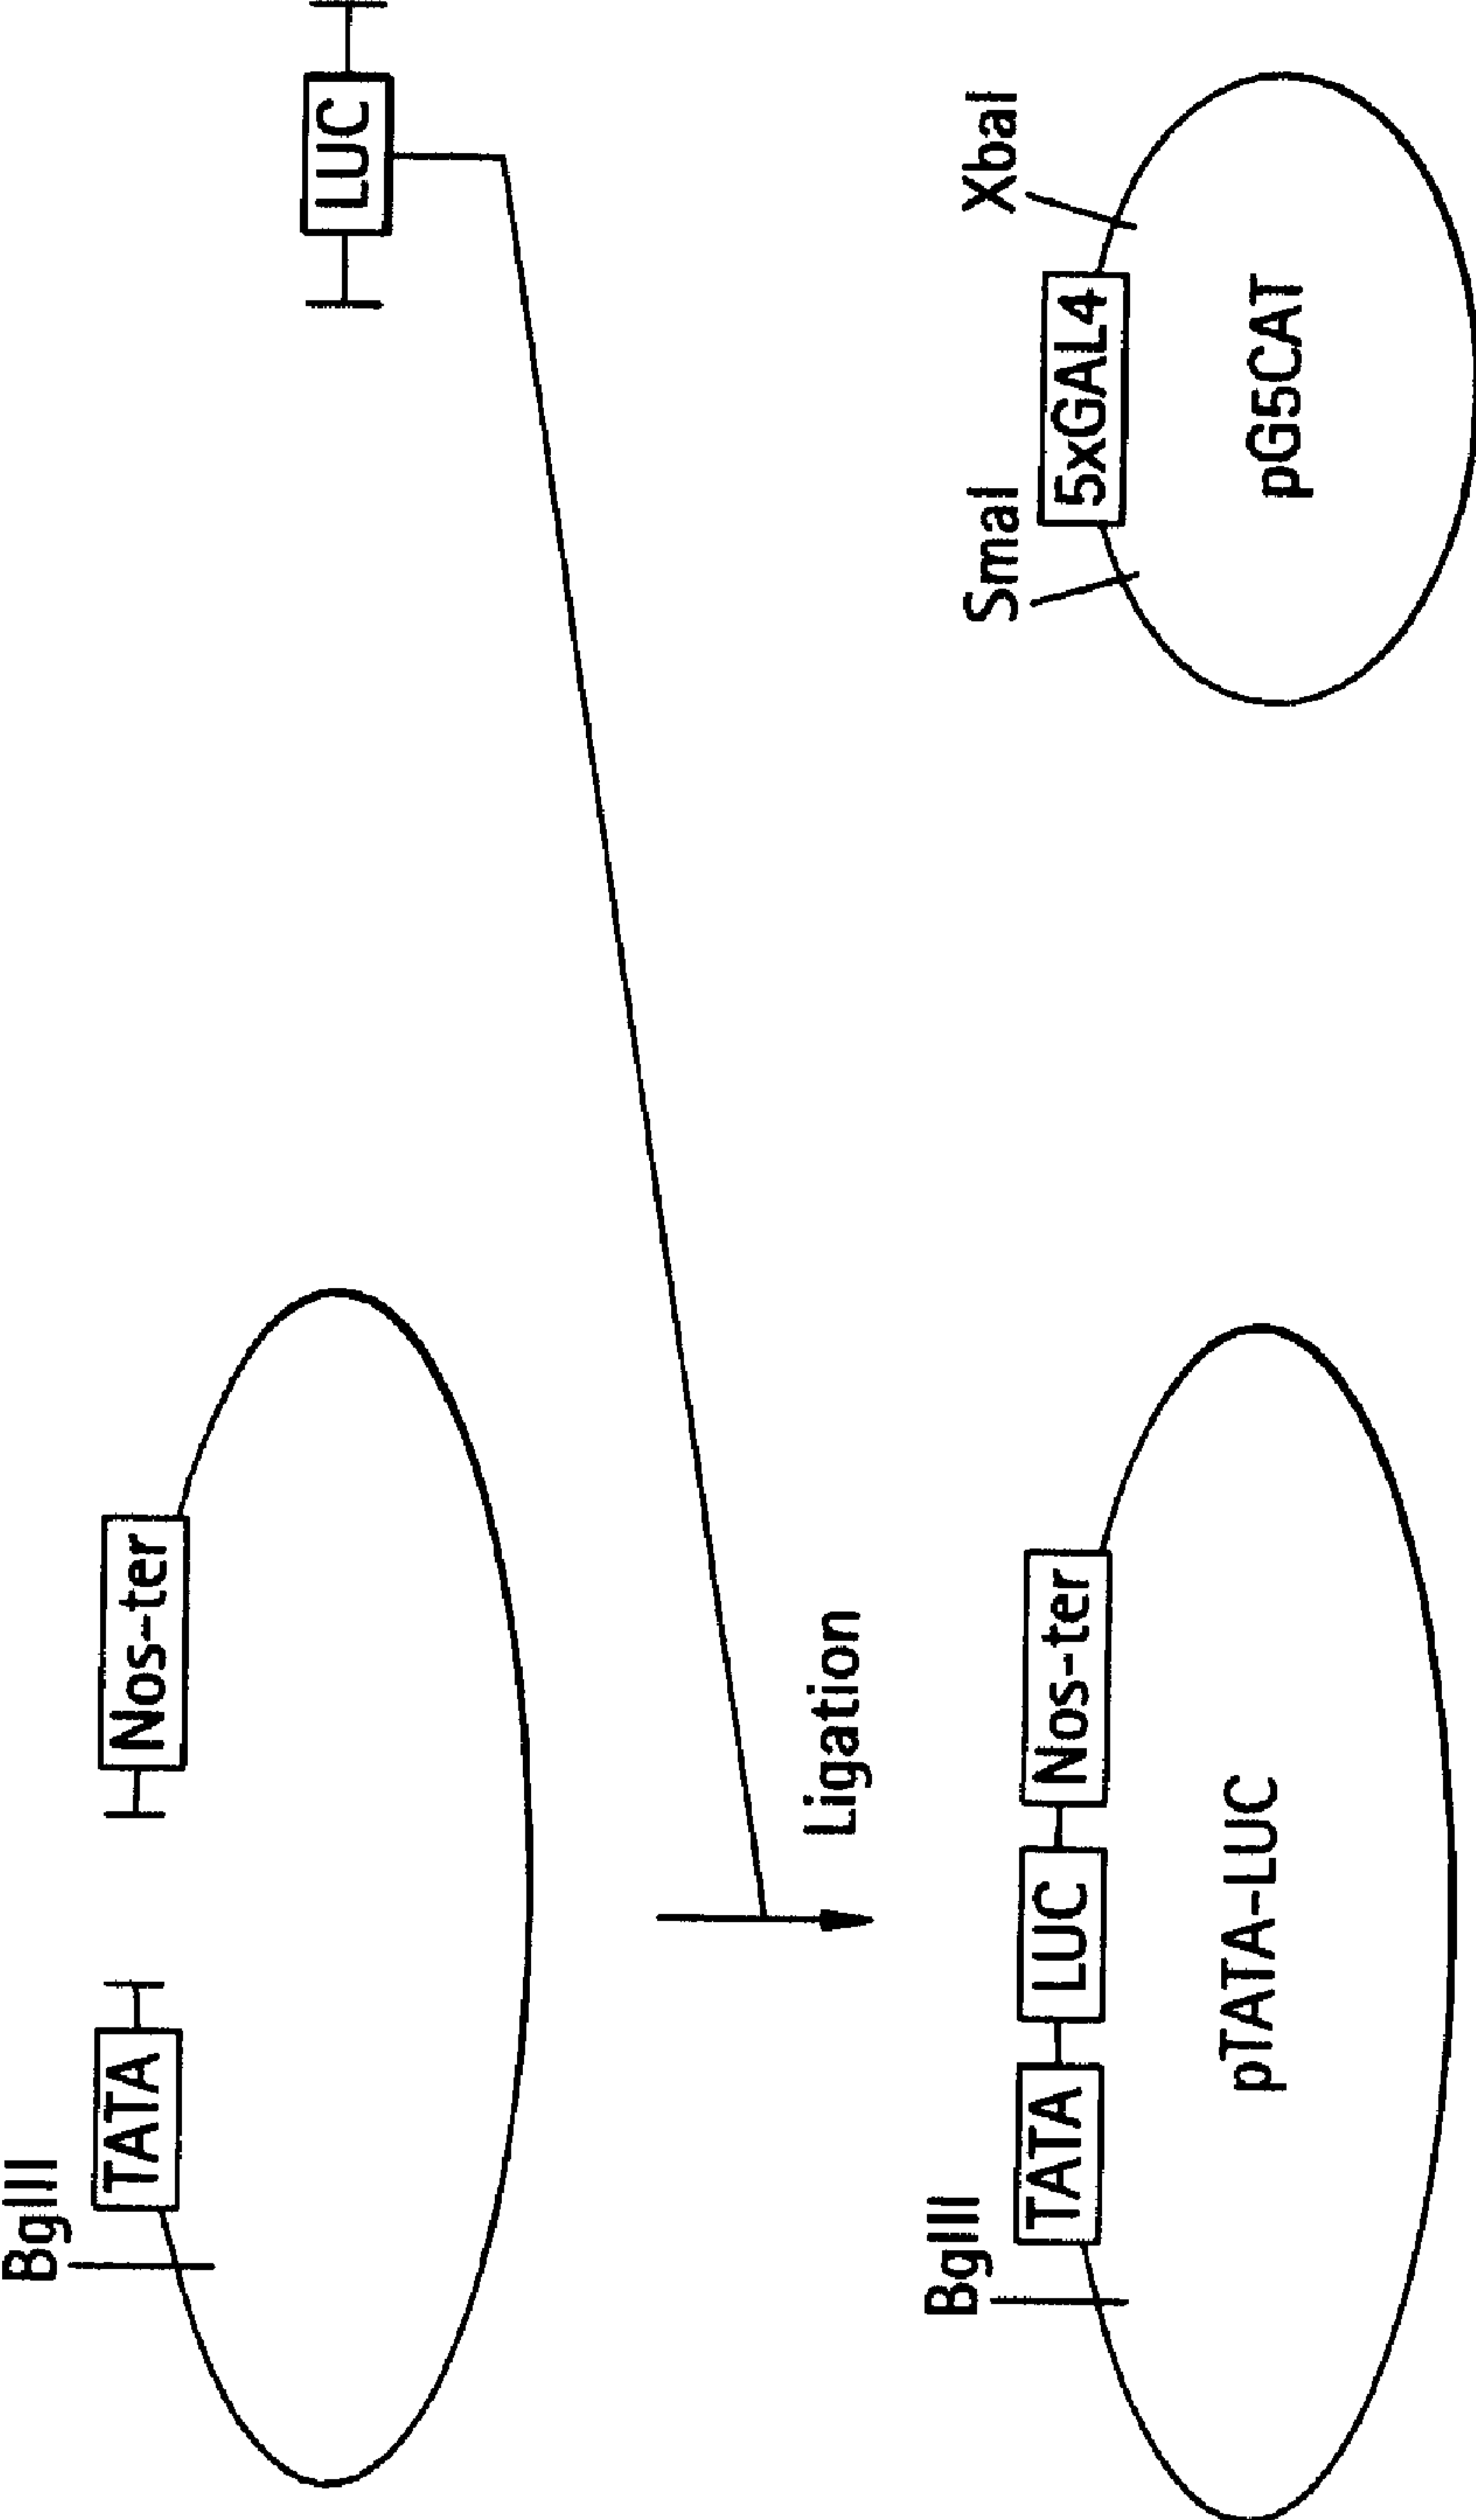 BglII
TATA
Nos-ter
LUC
Ligation
BglII
TATA
LUC
Nos-ter
pTATA-LUC
SmaI
XbaI
5xGAL4
pG5CAT